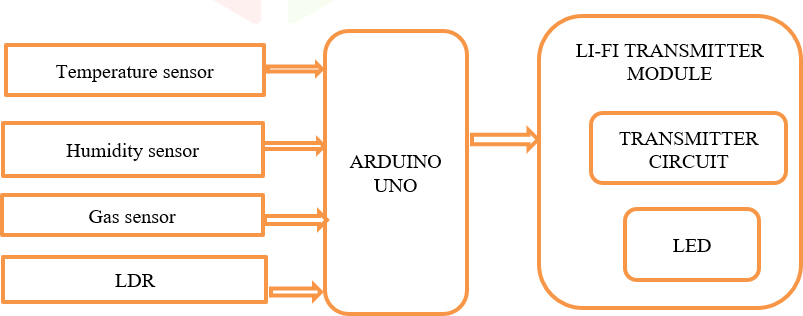 Temperature sensor
Humidity sensor
Gas sensor
LDR
ARDUINO
UNO
LI-FI TRANSMITTER
MODULE
TRANSMITTER
CIRCUIT
LED